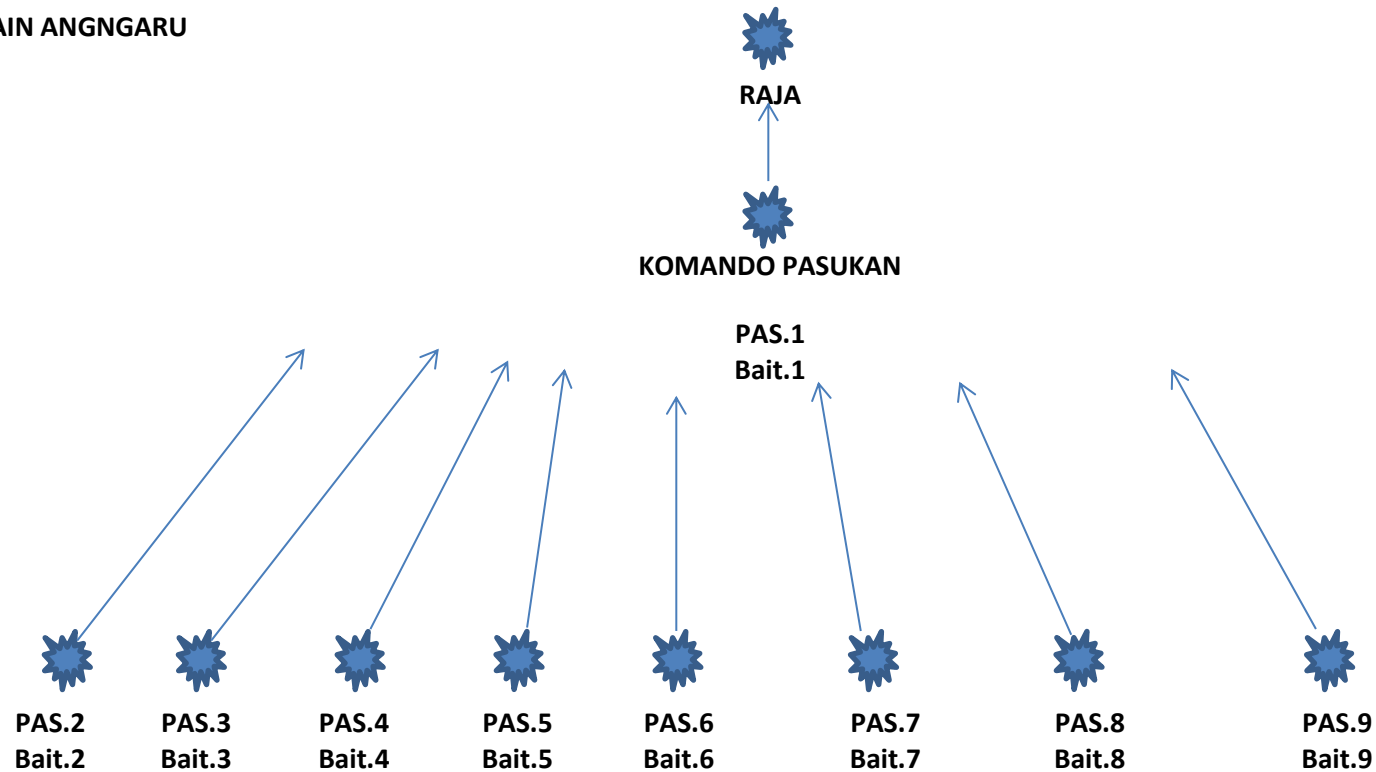 AIN ANGNGARU
RAJA
KOMANDO PASUKAN
PAS.1
Bait.1
PAS.2 PAS.3 PAS.4 PAS.5 PAS.6 PAS.7 PAS.8 PAS.9
Bait.2 Bait.3 Bait.4 Bait.5 Bait.6 Bait.7 Bait.8 Bait.9